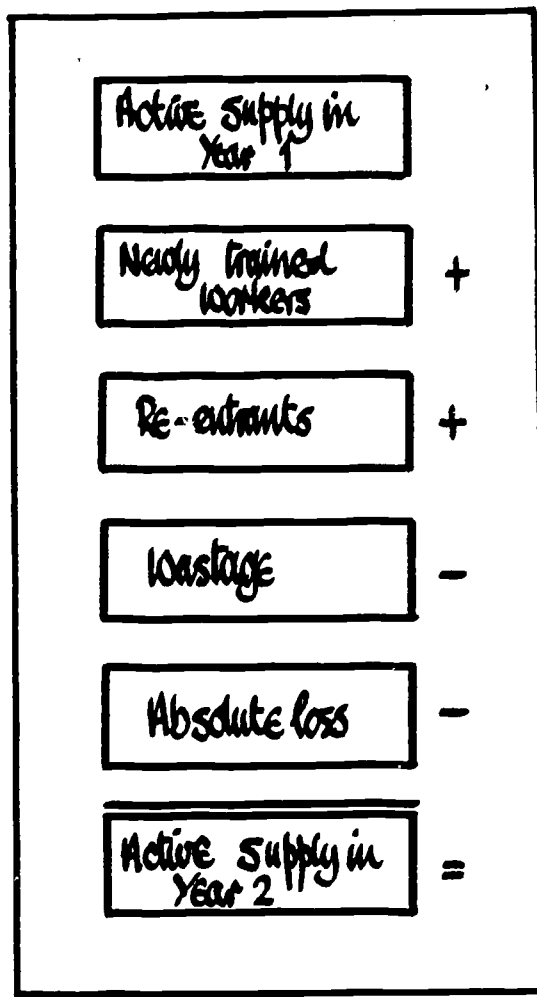 Active supply in
Year 1
Newly trained
workers
+
Re-entrants
+
Wastage
-
Absolute loss
-
Active supply in
Year 2
=